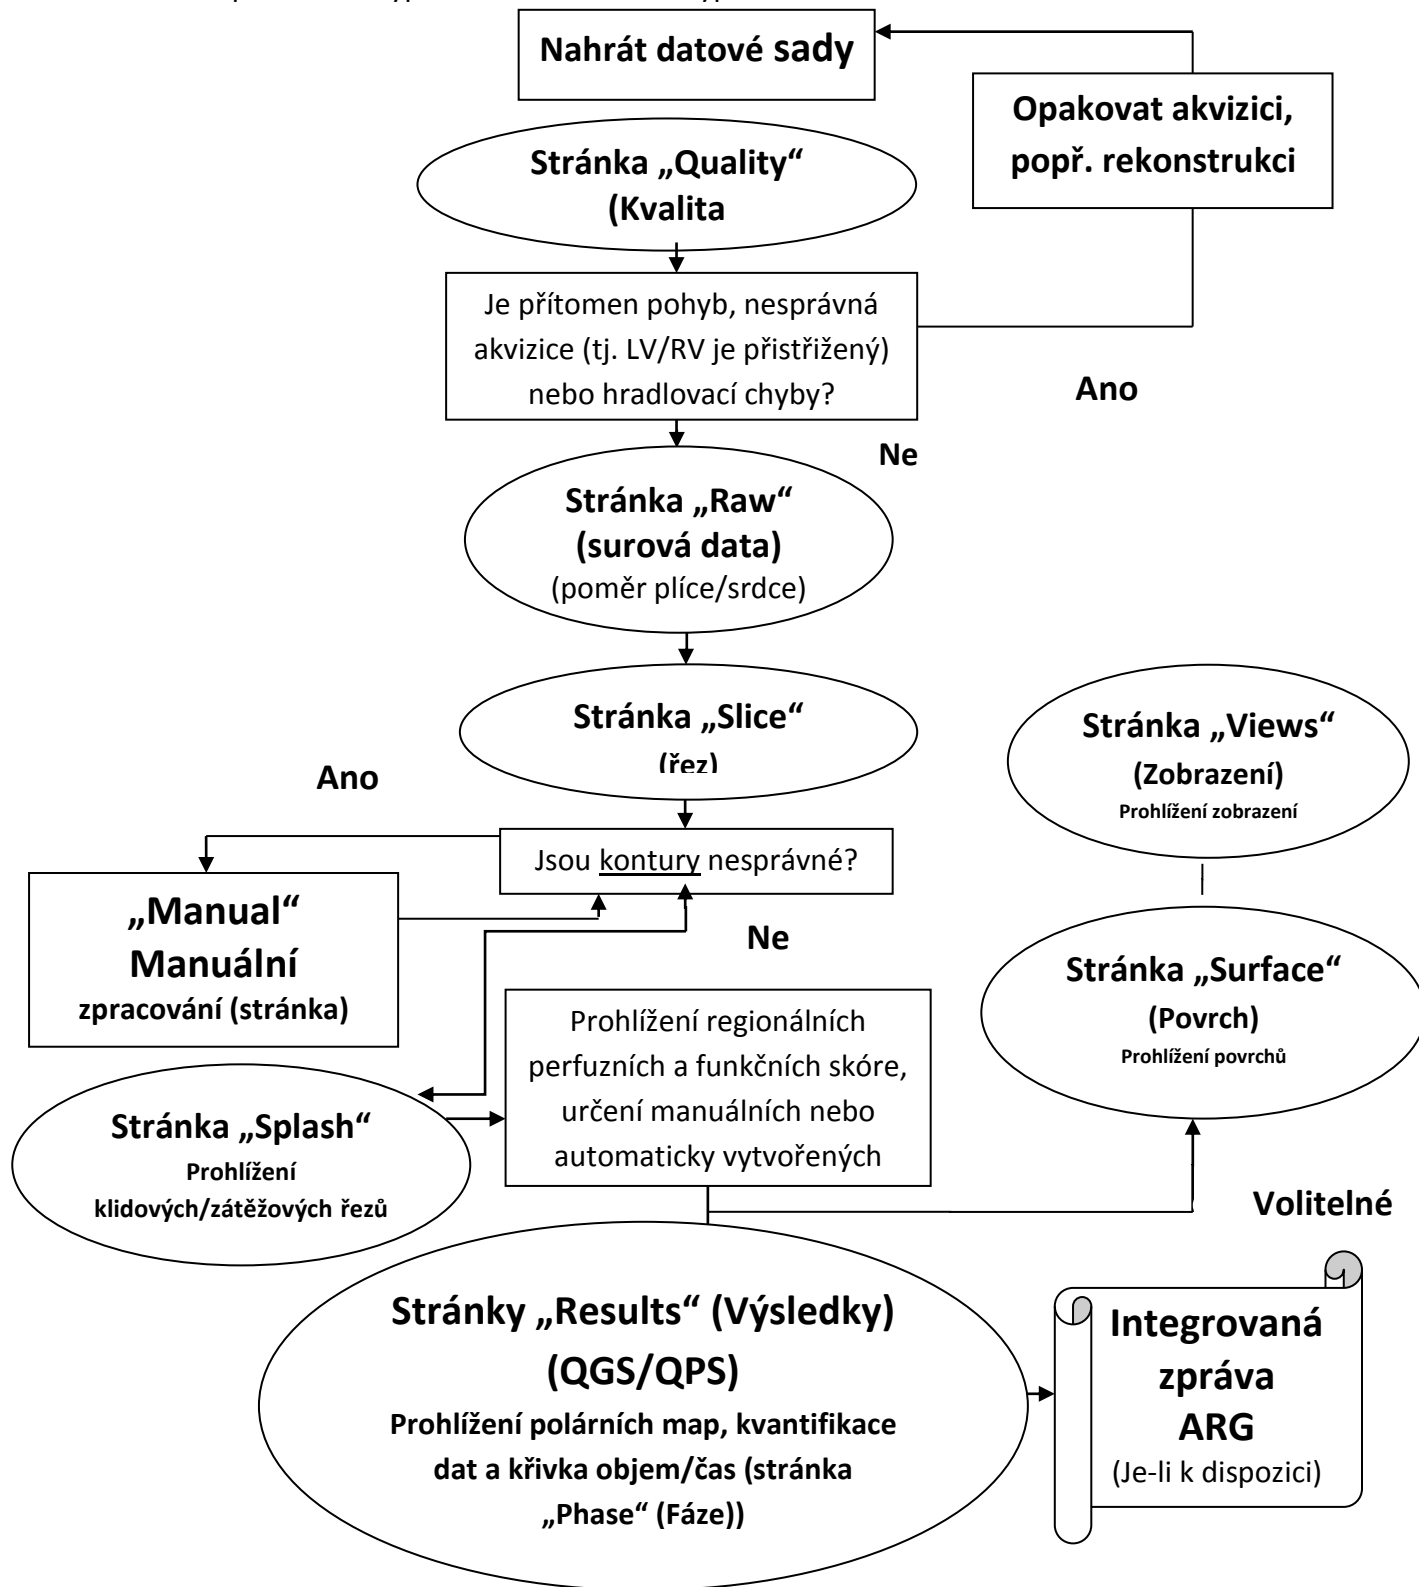 Nahrát datové sady
Opakovat akvizici,
popř. rekonstrukci
Stránka „Quality“
(Kvalita
Je přítomen pohyb, nesprávná
akvizice (tj. LV/RV je přistřižený)
nebo hradlovací chyby?
Ano
Ne
Stránka „Raw“
(surová data)
(poměr plíce/srdce)
Stránka „Slice“
(řez)
Stránka „Views“
(Zobrazení)
Prohlížení zobrazení
Ano
Jsou kontury nesprávné?
„Manual“
Manuální
zpracování (stránka)
Ne
Stránka „Surface“
(Povrch)
Prohlížení povrchů
Prohlížení regionálních
perfuzních a funkčních skóre,
určení manuálních nebo
automaticky vytvořených
Stránka „Splash“
Prohlížení
klidových/zátěžových řezů
Volitelné
Stránky „Results“ (Výsledky)
(QGS/QPS)
Prohlížení polárních map, kvantifikace
dat a křivka objem/čas (stránka
„Phase“ (Fáze))
Integrovaná
zpráva
ARG
(Je-li k dispozici)